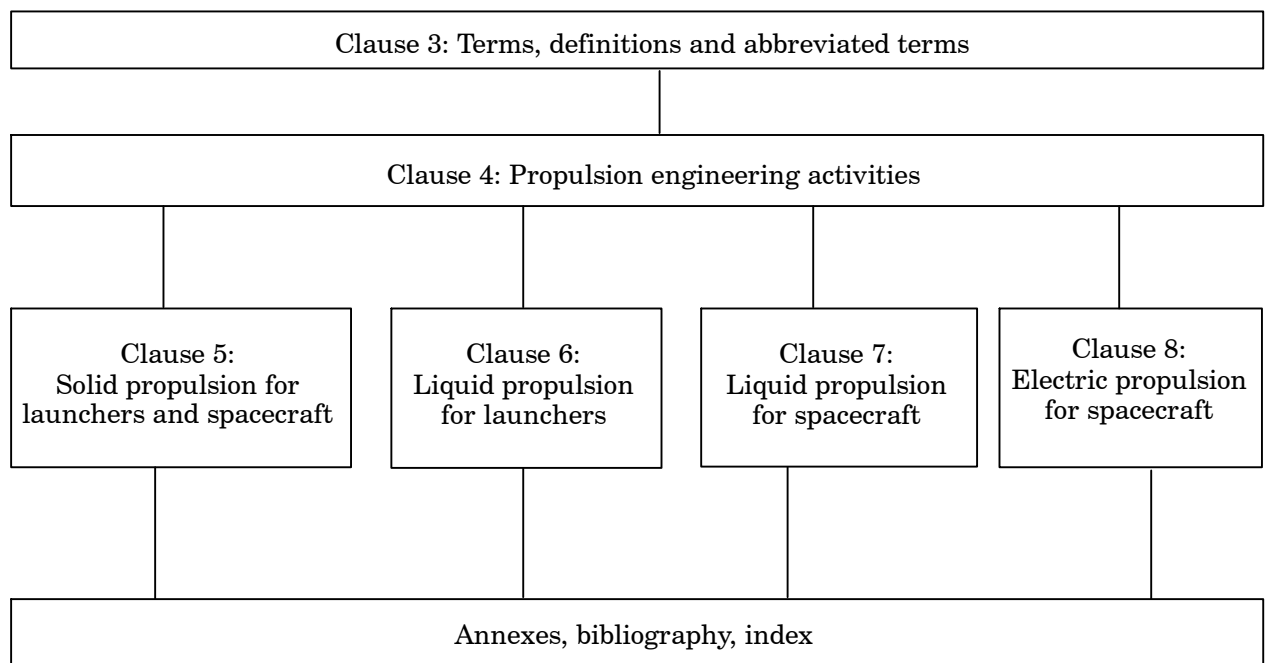 Clause 3: Terms, definitions and abbreviated terms
Clause 4: Propulsion engineering activities
Clause 5:
Solid propulsion for
launchers and spacecraft
Clause 6:
Liquid propulsion
for launchers
Clause 7:
Liquid propulsion
for spacecraft
Clause 8:
Electric propulsion
for spacecraft
Annexes, bibliography, index